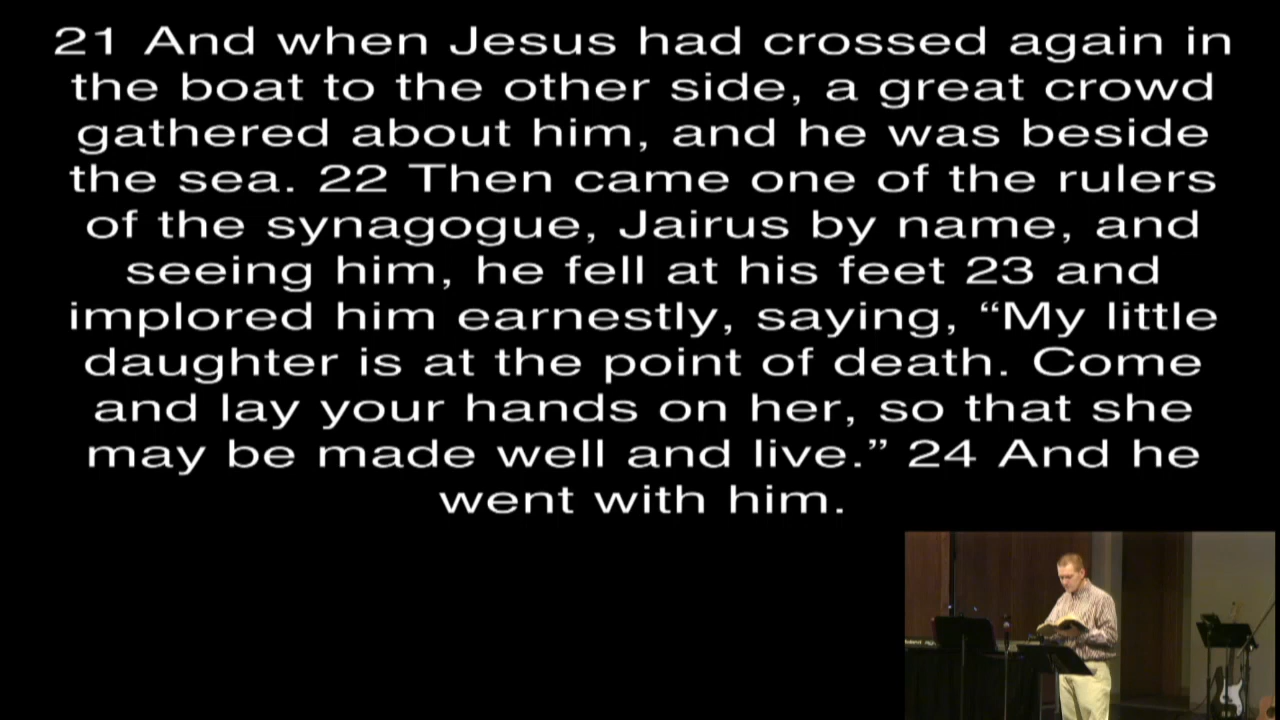 21 And when Jesus had crossed again in
the boat to the other side, a great crowd
gathered about him, and he was beside
the sea. 22 Then came one of the rulers
of the synagogue, Jairus by name, and
seeing him, he fell at his feet 23 and
implored him earnestly, saying, “My little
daughter is at the point of death. Come
and lay your hands on her, so that she
may be made well and live.” 24 And he
went with him.